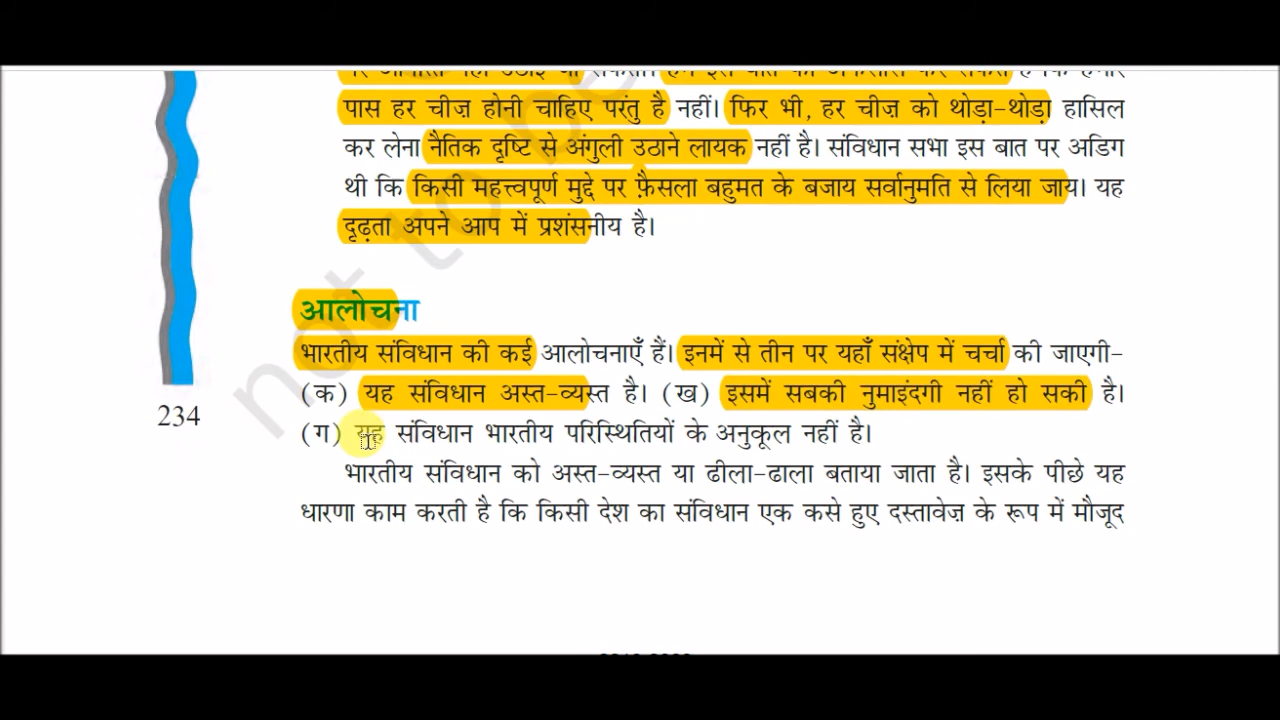 पास हर चीज़ होनी चाहिए परंतु है नहीं। फिर भी, हर चीज़ को थोड़ा-थोड़ा हासिल
कर लेना नैतिक दृष्टि से अंगुली उठाने लायक नहीं है। संविधान सभा इस बात पर अडिग
थी कि किसी महत्त्वपूर्ण मुद्दे पर फ़ैसला बहुमत के बजाय सर्वानुमति से लिया जाय। यह
दृढ़ता अपने आप में प्रशंसनीय है।
आलोचना
भारतीय संविधान की कई आलोचनाएँ हैं। इनमें से तीन पर यहाँ संक्षेप में चर्चा की जाएगी-
(क) यह संविधान अस्त-व्यस्त है। (ख) इसमें सबकी नुमाइंदगी नहीं हो सकी है।
234
(ग) यह संविधान भारतीय परिस्थितियों के अनुकूल नहीं है।
भारतीय संविधान को अस्त-व्यस्त या ढीला-ढाला बताया जाता है। इसके पीछे यह
धारणा काम करती है कि किसी देश का संविधान एक कसे हुए दस्तावेज़ के रूप में मौजूद
not to be